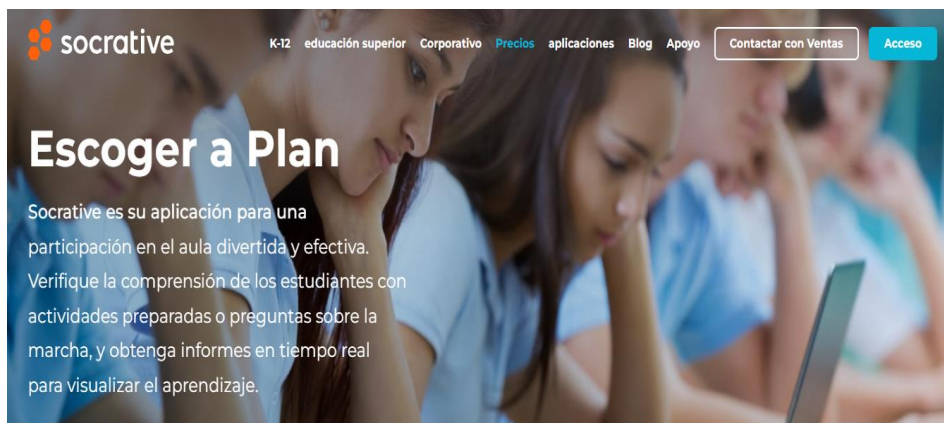 socrative
K-12 educación superior Corporativo Precios aplicaciones Blog Apoyo Contactar con Ventas Acceso
Escoger a Plan
Socrative es su aplicación para una
participación en el aula divertida y efectiva.
Verifique la comprensión de los estudiantes con
actividades preparadas o preguntas sobre la
marcha, y obtenga informes en tiempo real
para visualizar el aprendizaje.